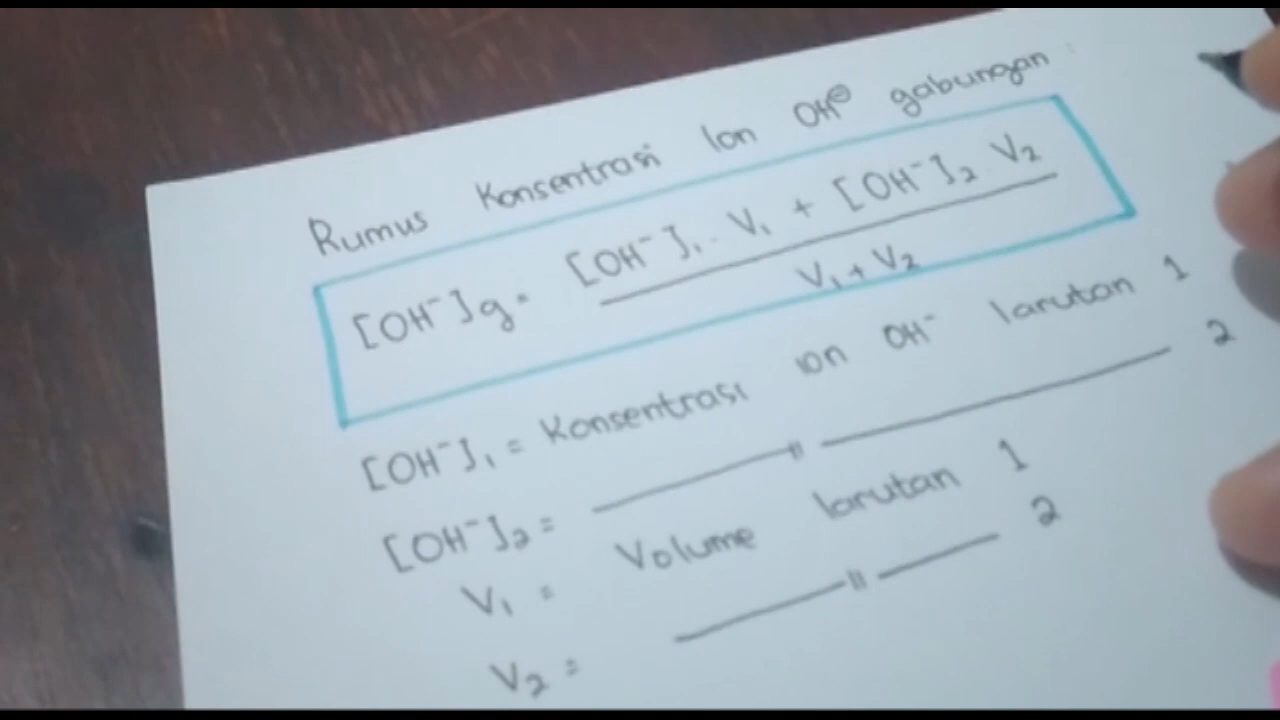 Rumus Konsentrasi Ion OH⊖ gabungan :
[OH⁻]g = [OH⁻]₁ . V₁ + [OH⁻]₂ V₂
V₁ + V₂
[OH⁻]₁ = Konsentrasi ion OH⁻ larutan 1
[OH⁻]₂ = —— 〃 —— 2
V₁ = Volume larutan 1
V₂ = —— 〃 —— 2